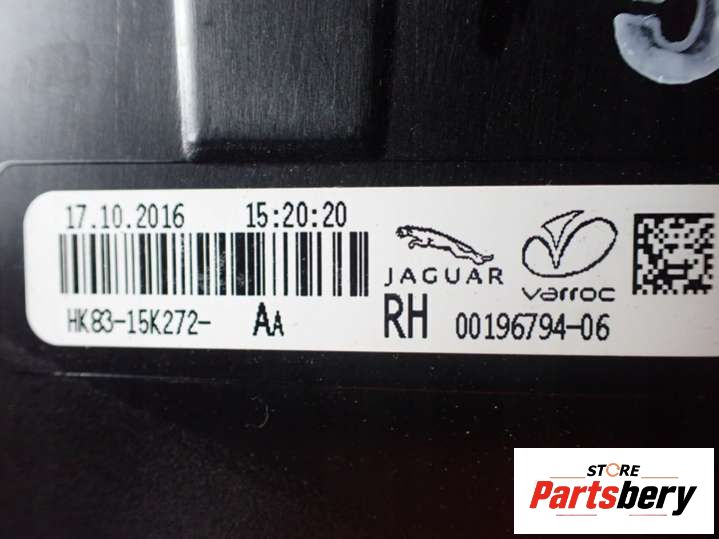 17.10.2016 15:20:20
JAGUAR
varroc
HK83-15K272- AA RH 00196794-06
STORE
Partsbery